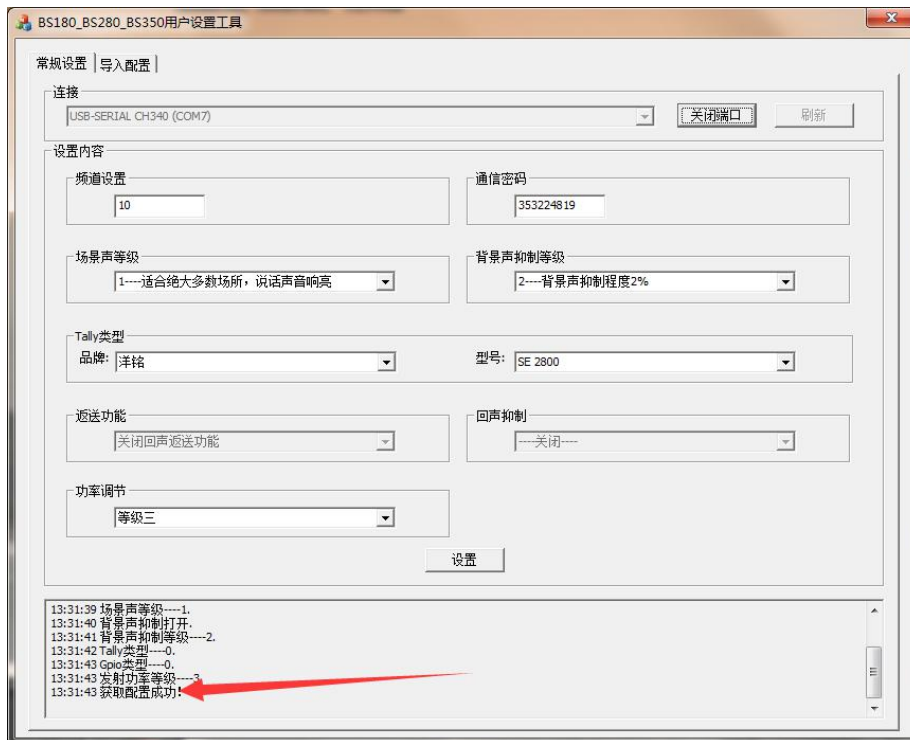 BS180_BS280_BS350用户设置工具
常规设置 导入配置
连接
USB-SERIAL CH340 (COM7) 关闭端口 刷新
设置内容
频道设置 通信密码
10 353224819
场景声等级 背景声抑制等级
1----适合绝大多数场所，说话声音响亮 2----背景声抑制程度2%
Tally类型
品牌: 洋铭 型号: SE 2800
返送功能 回声抑制
关闭回声返送功能 ----关闭----
功率调节
等级三
设置
13:31:39 场景声等级----1.
13:31:40 背景声抑制打开.
13:31:41 背景声抑制等级----2.
13:31:42 Tally类型----0.
13:31:43 Gpio类型----0.
13:31:43 发射功率等级----3
13:31:43 获取配置成功!